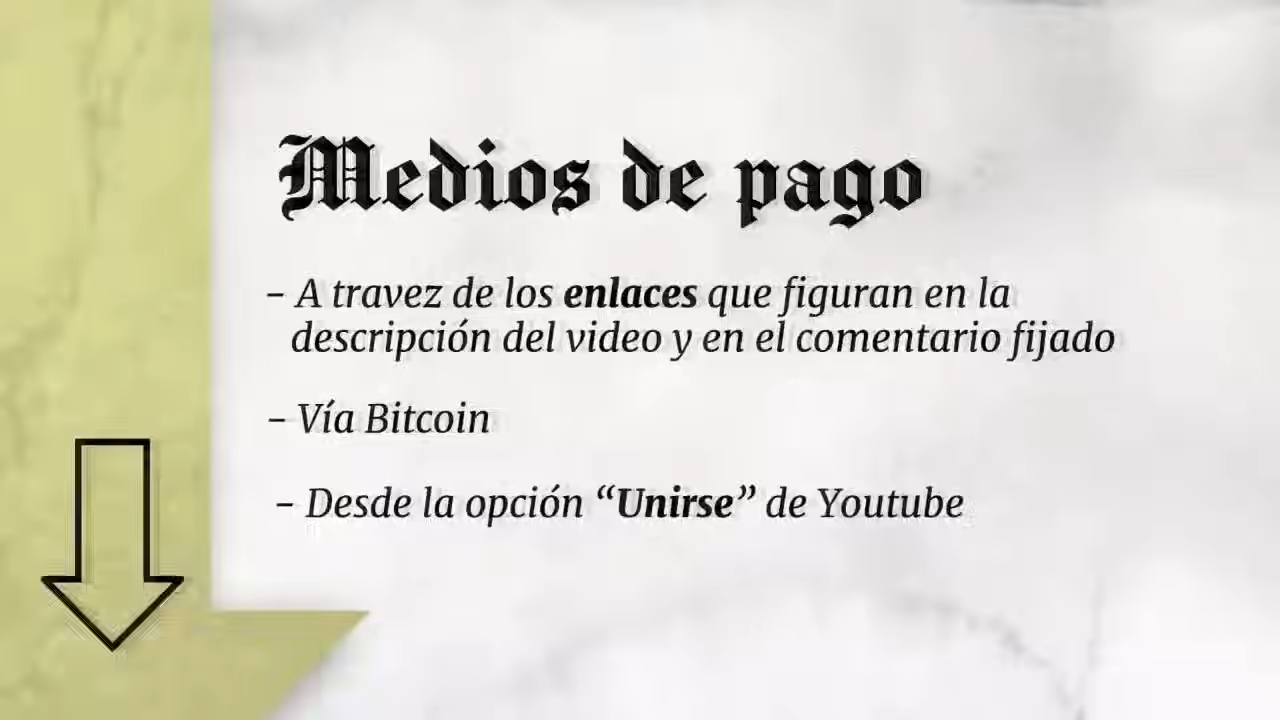 Medios de pago
– A travez de los enlaces que figuran en la
descripción del video y en el comentario fijado
– Vía Bitcoin
– Desde la opción “Unirse” de Youtube